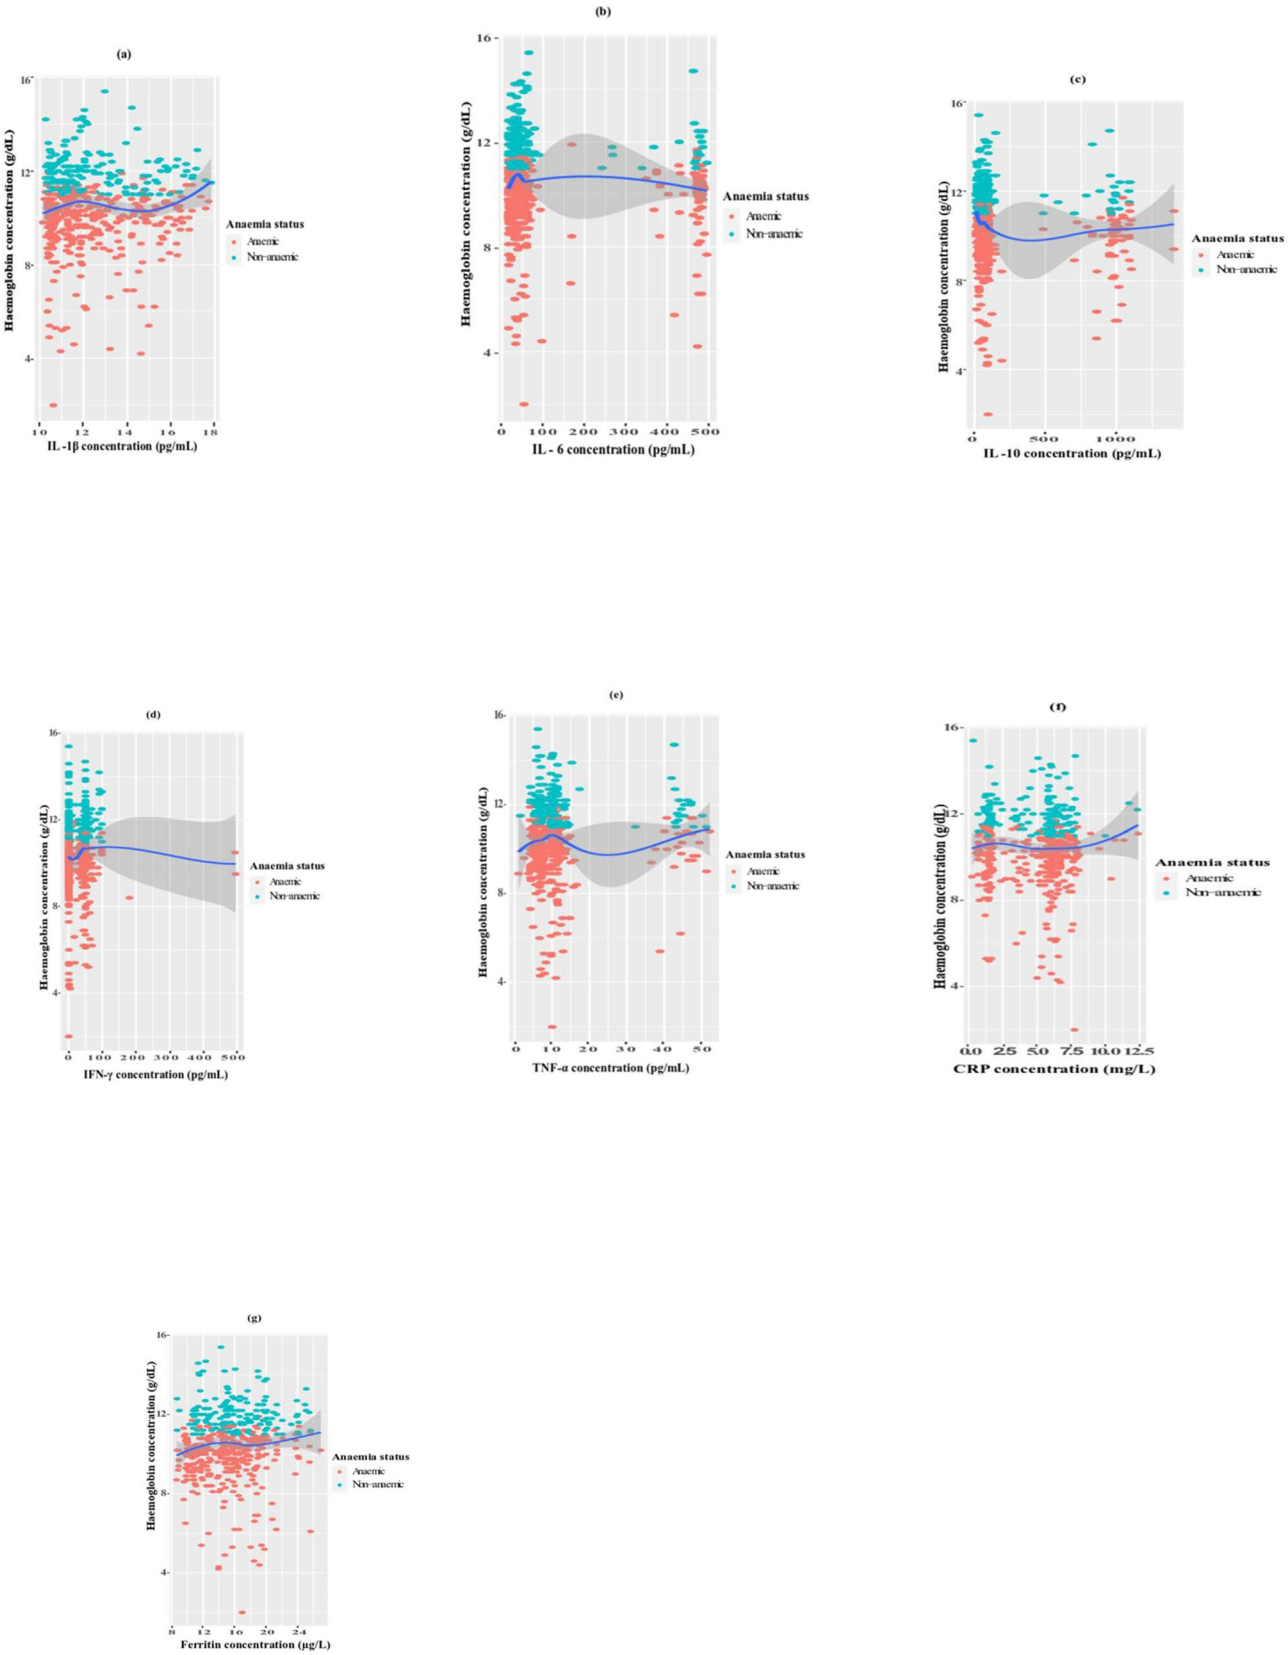 (a)
16
12
8
4
Haemoglobin concentration (g/dL)
10 12 14 16 18
IL -1β concentration (pg/mL)
Anaemia status
Anaemic
Non-anaemic
(b)
16
12
8
4
Haemoglobin concentration (g/dL)
0 100 200 300 400 500
IL - 6 concentration (pg/mL)
Anaemia status
Anaemic
Non-anaemic
(c)
16
12
8
4
Haemoglobin concentration (g/dL)
0 500 1000
IL -10 concentration (pg/mL)
Anaemia status
Anaemic
Non-anaemic
(d)
16
12
8
4
Haemoglobin concentration (g/dL)
0 100 200 300 400 500
IFN-γ concentration (pg/mL)
Anaemia status
Anaemic
Non-anaemic
(e)
16
12
8
4
Haemoglobin concentration (g/dL)
0 10 20 30 40 50
TNF-α concentration (pg/mL)
Anaemia status
Anaemic
Non-anaemic
(f)
16
12
8
4
Haemoglobin concentration (g/dL)
0.0 2.5 5.0 7.5 10.0 12.5
CRP concentration (mg/L)
Anaemia status
Anaemic
Non-anaemic
(g)
16
12
8
4
Haemoglobin concentration (g/dL)
8 12 16 20 24
Ferritin concentration (µg/L)
Anaemia status
Anaemic
Non-anaemic